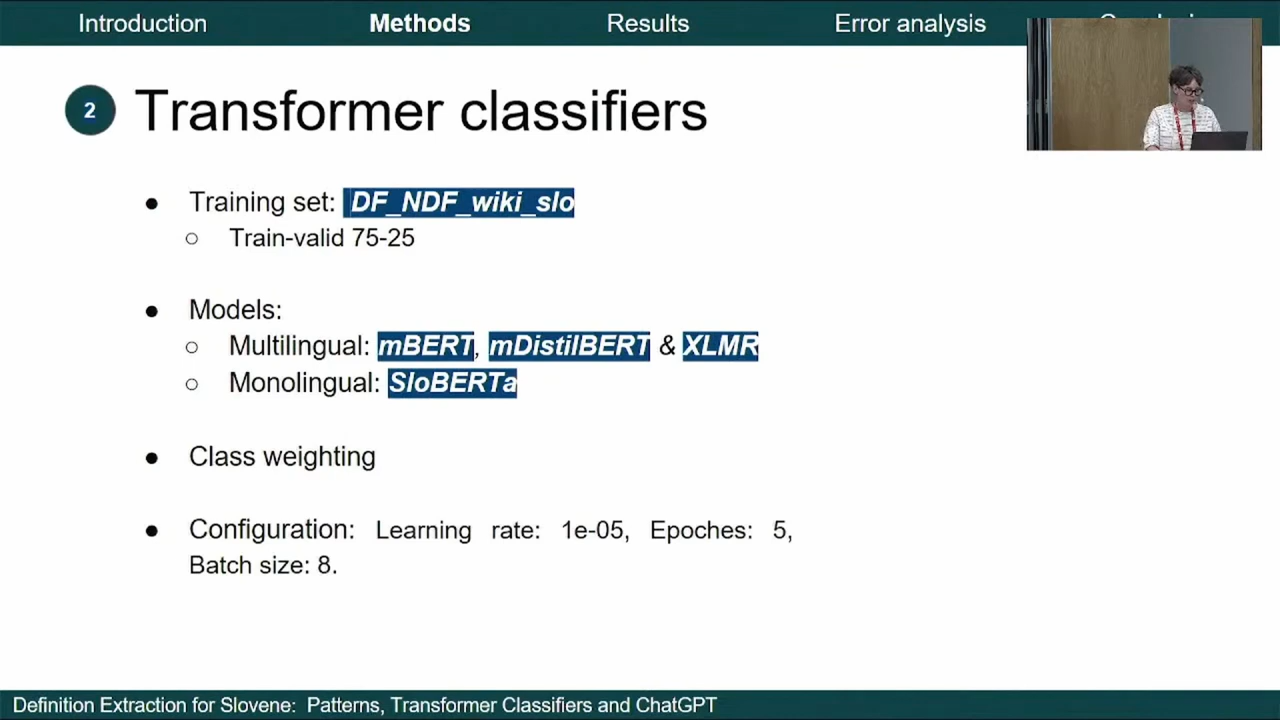 Introduction Methods Results Error analysis
2 Transformer classifiers
● Training set: DF_NDF_wiki_slo
○ Train-valid 75-25
● Models:
○ Multilingual: mBERT, mDistilBERT & XLMR
○ Monolingual: SloBERTa
● Class weighting
● Configuration: Learning rate: 1e-05, Epoches: 5,
Batch size: 8.
Definition Extraction for Slovene: Patterns, Transformer Classifiers and ChatGPT